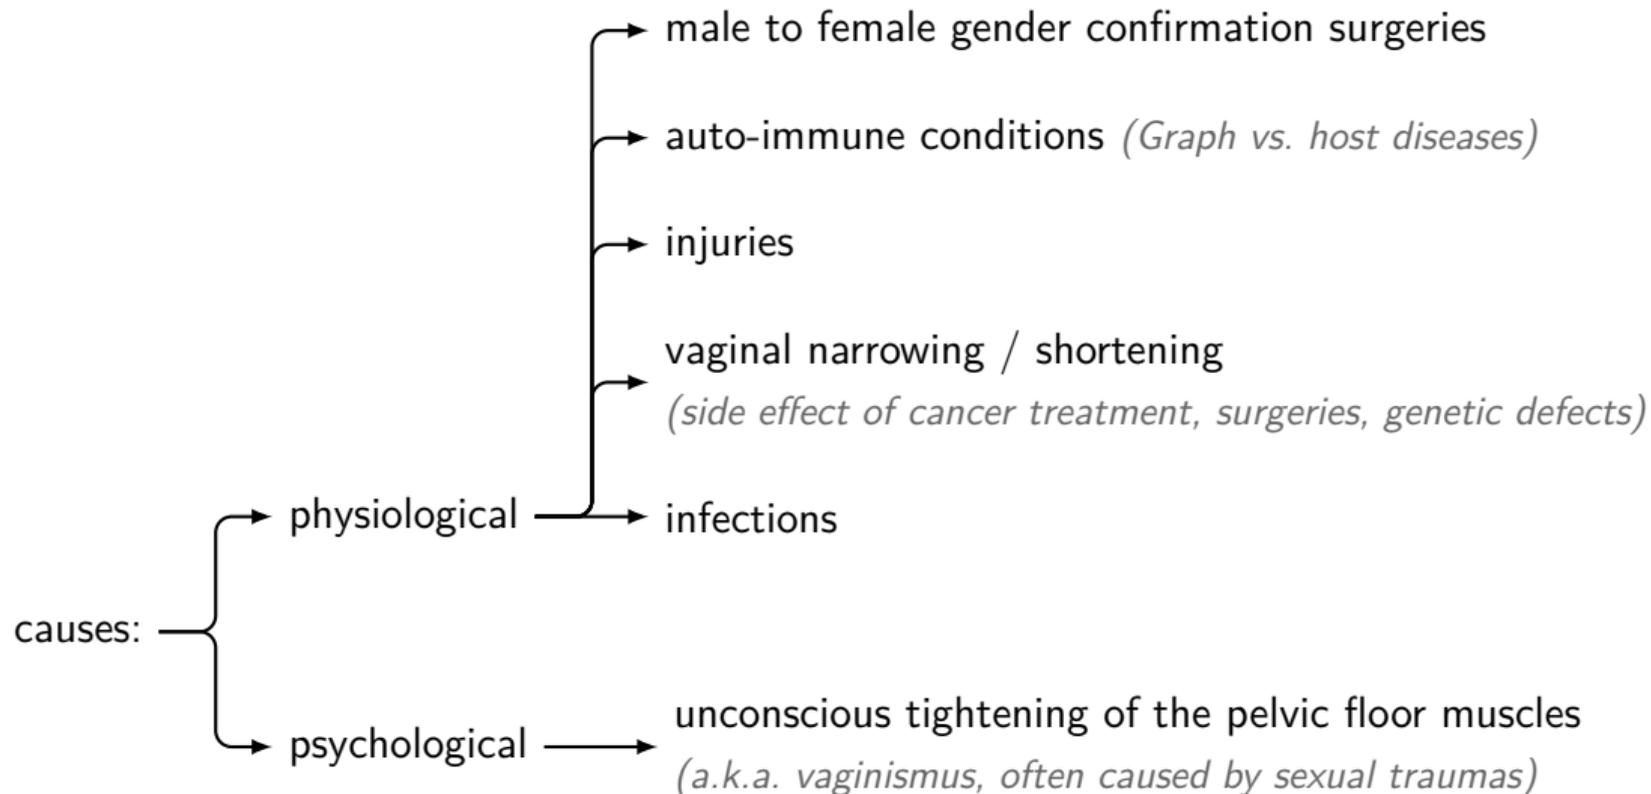 male to female gender confirmation surgeries
auto-immune conditions (Graph vs. host diseases)
injuries
vaginal narrowing / shortening
(side effect of cancer treatment, surgeries, genetic defects)
physiological
infections
causes:
psychological
unconscious tightening of the pelvic floor muscles
(a.k.a. vaginismus, often caused by sexual traumas)